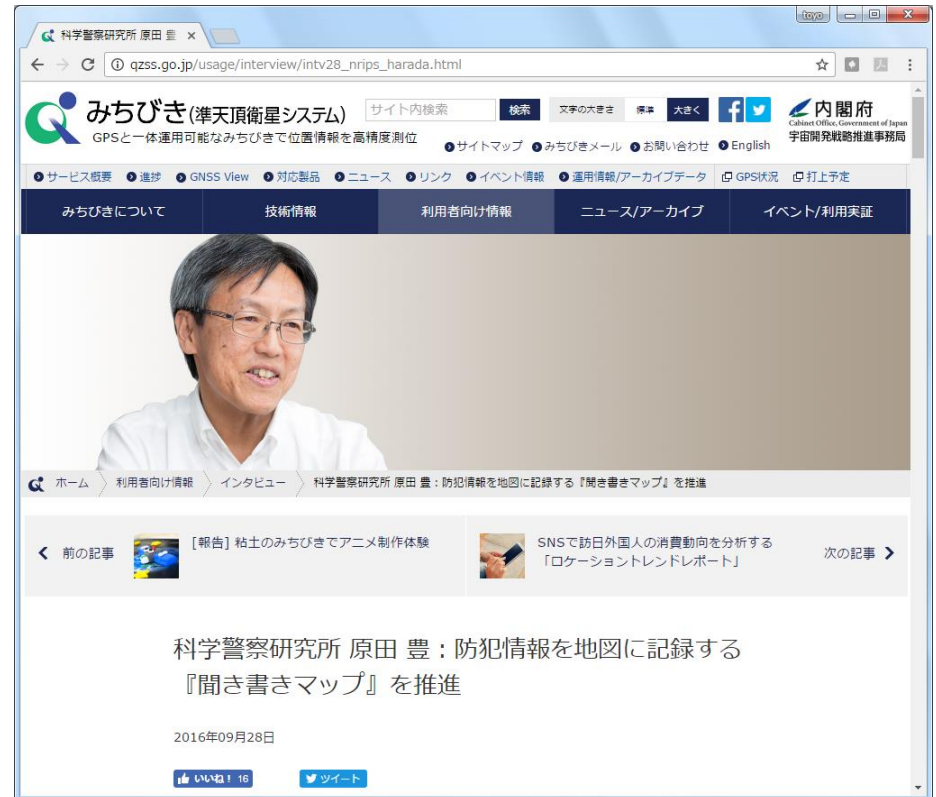 toyo
科学警察研究所 原田 豊 ×
qzss.go.jp/usage/interview/intv28_nrips_harada.html
みちびき(準天頂衛星システム)
GPSと一体運用可能なみちびきで位置情報を高精度測位
サイト内検索 検索 文字の大きさ 標準 大きく
内閣府
Cabinet Office, Government of Japan
宇宙開発戦略推進事務局
サイトマップ みちびきメール お問い合わせ English
サービス概要 進捗 GNSS View 対応製品 ニュース リンク イベント情報 運用情報/アーカイブデータ GPS状況 打上予定
みちびきについて 技術情報 利用者向け情報 ニュース/アーカイブ イベント/利用実証
ホーム 利用者向け情報 インタビュー 科学警察研究所 原田 豊：防犯情報を地図に記録する『聞き書きマップ』を推進
前の記事
[報告] 粘土のみちびきでアニメ制作体験
SNSで訪日外国人の消費動向を分析する
「ロケーショントレンドレポート」
次の記事
科学警察研究所 原田 豊：防犯情報を地図に記録する
『聞き書きマップ』を推進
2016年09月28日
いいね！ 16 ツイート